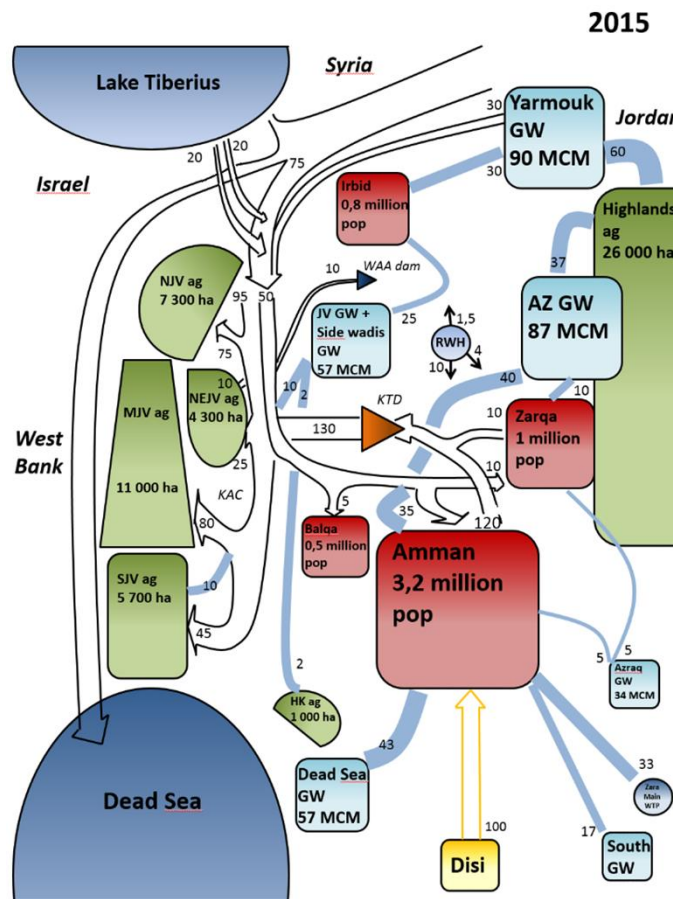 2015
Lake Tiberius
Syria
Jordan
Israel
20
20
75
30
30
Yarmouk
GW
90 MCM
60
Irbid
0,8 million
pop
Highlands
ag
26 000 ha
37
NJV ag
7 300 ha
10
WAA dam
95
50
JV GW +
Side wadis
GW
57 MCM
25
AZ GW
87 MCM
1,5
RWH
4
10
75
10
NEJV ag
4 300 ha
10
2
40
MJV ag
11 000 ha
West
Bank
KTD
130
10
10
Zarqa
1 million
pop
25
KAC
10
80
5
35
120
Balqa
0,5 million
pop
Amman
3,2 million
pop
SJV ag
5 700 ha
10
45
2
5
5
Azraq
GW
34 MCM
HK ag
1 000 ha
43
33
Dead Sea
GW
57 MCM
Zara
Main
WTP
Dead Sea
100
17
Disi
South
GW